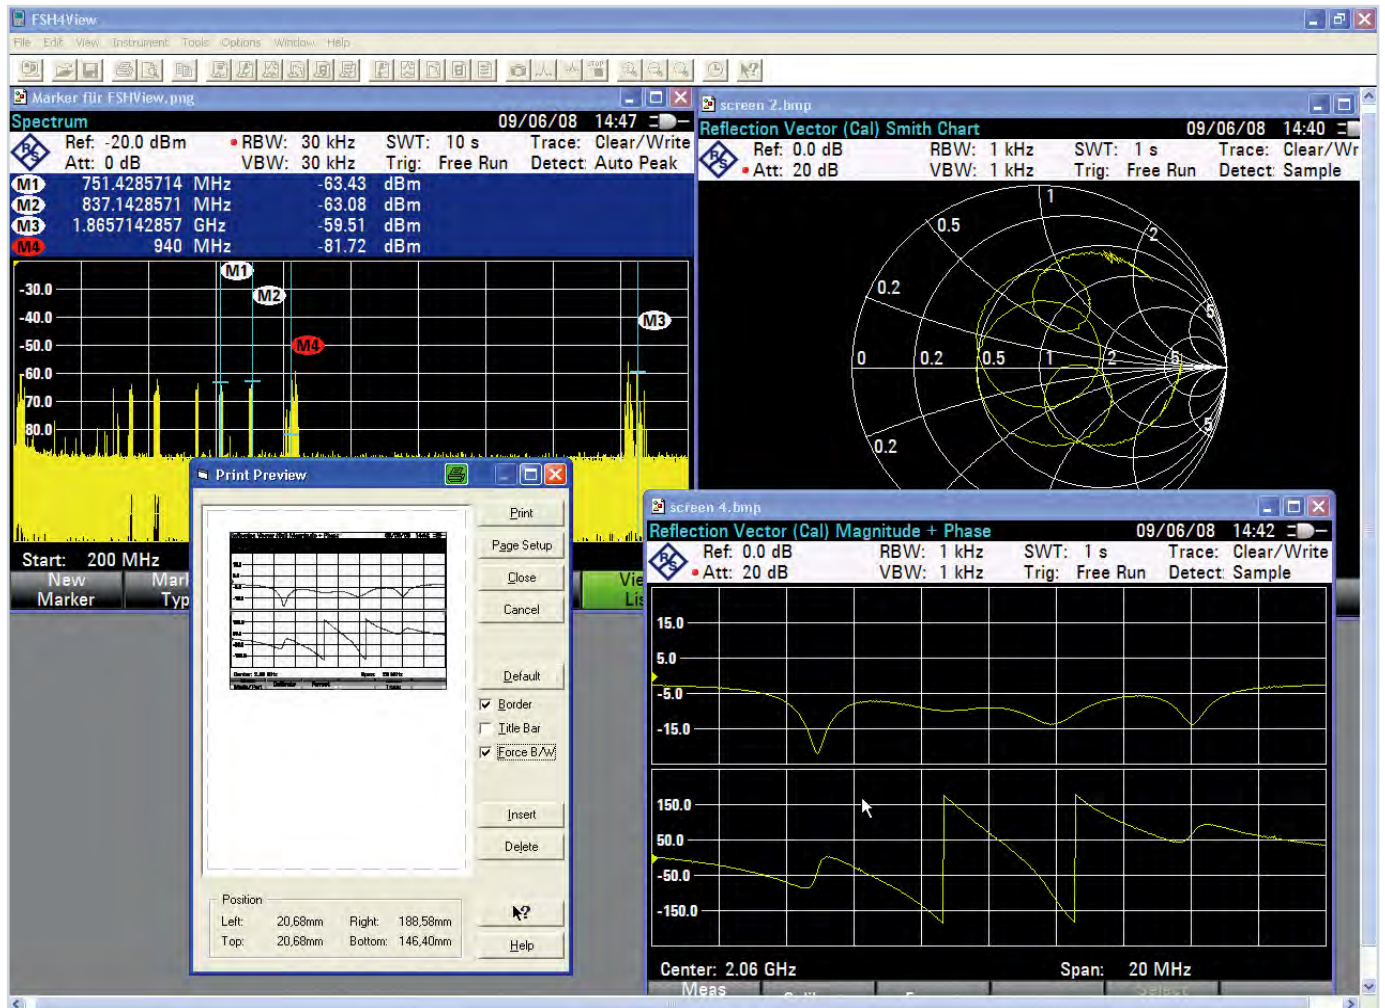 FSH4View
File Edit View Instrument Tools Options Window Help
Marker für FSHView.png
Spectrum 09/06/08 14:47
Ref: -20.0 dBm RBW: 30 kHz SWT: 10 s Trace: Clear/Write
Att: 0 dB VBW: 30 kHz Trig: Free Run Detect: Auto Peak
M1 751.4285714 MHz -63.43 dBm
M2 837.1428571 MHz -63.08 dBm
M3 1.8657142857 GHz -59.51 dBm
M4 940 MHz -81.72 dBm
M1
M2
M3
M4
-30.0
-40.0
-50.0
-60.0
70.0
80.0
Start: 200 MHz
New Marker
Mar
Typ
Vie
Lis
screen 2.bmp
Reflection Vector (Cal) Smith Chart 09/06/08 14:40
Ref: 0.0 dB RBW: 1 kHz SWT: 1 s Trace: Clear/Wr
Att: 20 dB VBW: 1 kHz Trig: Free Run Detect: Sample
1
0.5
2
0.2
5
0 0.2 0.5 1 2 5
5
0.2
Print Preview
Print
Page Setup
Close
Cancel
Default
Border
Title Bar
Force B/W
Insert
Delete
Help
Position
Left: 20,68mm Right: 188,58mm
Top: 20,68mm Bottom: 146,40mm
screen 4.bmp
Reflection Vector (Cal) Magnitude + Phase 09/06/08 14:42
Ref: 0.0 dB RBW: 1 kHz SWT: 1 s Trace: Clear/Write
Att: 20 dB VBW: 1 kHz Trig: Free Run Detect: Sample
15.0
5.0
-5.0
-15.0
150.0
50.0
-50.0
-150.0
Center: 2.06 GHz Span: 20 MHz
Meas
Select